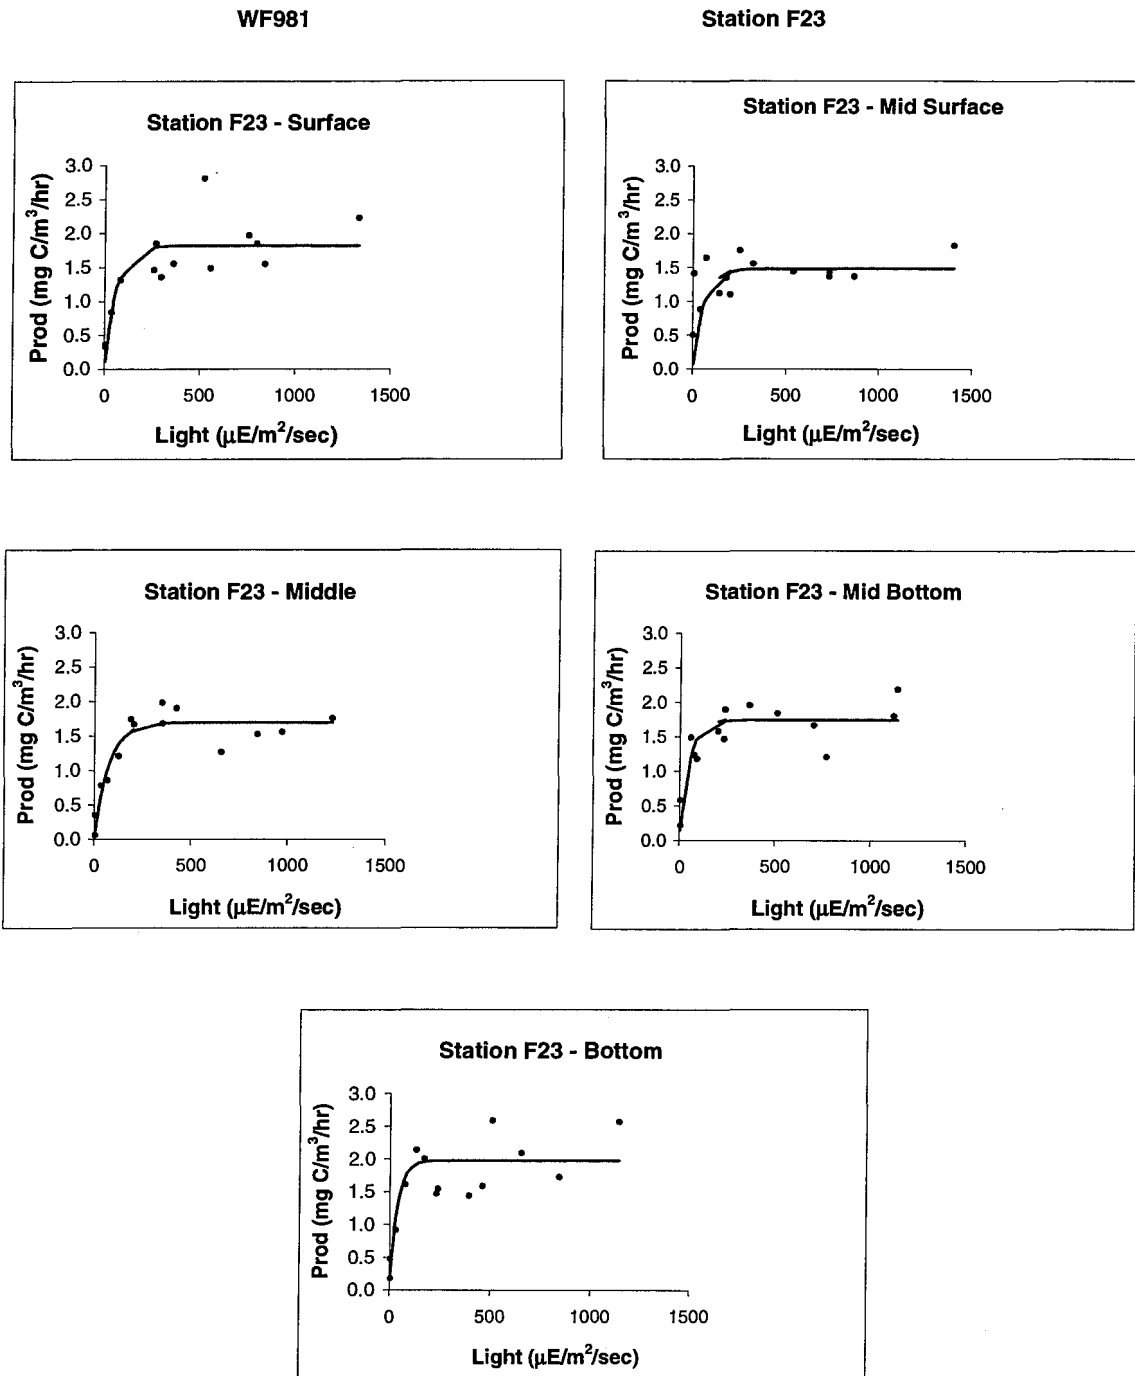 WF981 Station F23
Station F23 - Surface
3.0
2.5
2.0
1.5
1.0
0.5
0.0
Prod (mg C/m³/hr)
0 500 1000 1500
Light (µE/m²/sec)
Station F23 - Mid Surface
3.0
2.5
2.0
1.5
1.0
0.5
0.0
Prod (mg C/m³/hr)
0 500 1000 1500
Light (µE/m²/sec)
Station F23 - Middle
3.0
2.5
2.0
1.5
1.0
0.5
0.0
Prod (mg C/m³/hr)
0 500 1000 1500
Light (µE/m²/sec)
Station F23 - Mid Bottom
3.0
2.5
2.0
1.5
1.0
0.5
0.0
Prod (mg C/m³/hr)
0 500 1000 1500
Light (µE/m²/sec)
Station F23 - Bottom
3.0
2.5
2.0
1.5
1.0
0.5
0.0
Prod (mg C/m³/hr)
0 500 1000 1500
Light (µE/m²/sec)